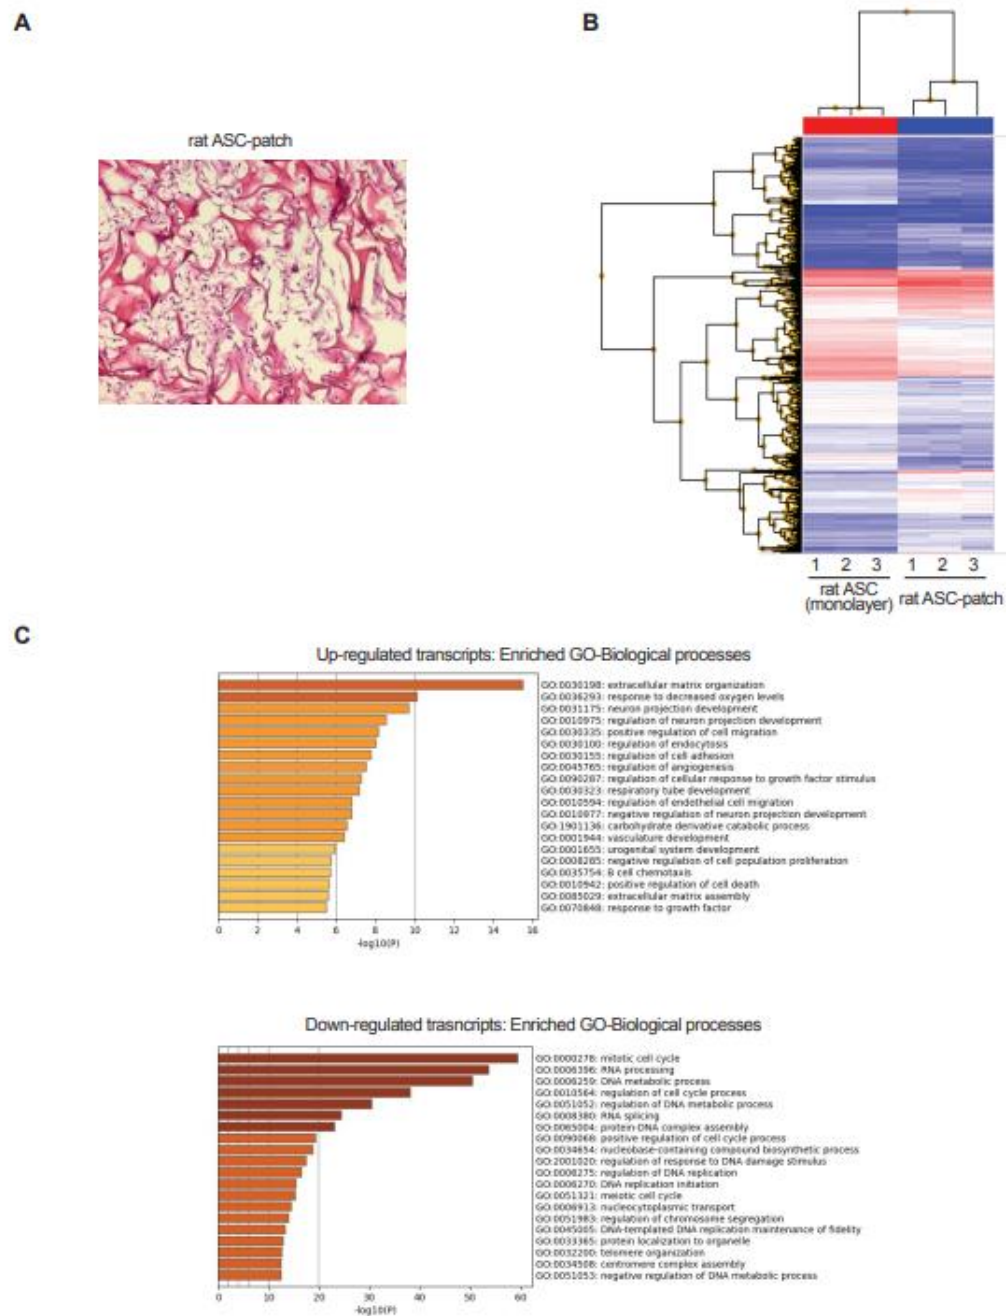 A
B
rat ASC-patch
1 2 3 1 2 3
rat ASC (monolayer) rat ASC-patch
C
Up-regulated transcripts: Enriched GO-Biological processes
GO:0030198: extracellular matrix organization
GO:0036293: response to decreased oxygen levels
GO:0031175: neuron projection development
GO:0010975: regulation of neuron projection development
GO:0030335: positive regulation of cell migration
GO:0030100: regulation of endocytosis
GO:0030155: regulation of cell adhesion
GO:0045765: regulation of angiogenesis
GO:0090287: regulation of cellular response to growth factor stimulus
GO:0030323: respiratory tube development
GO:0010594: regulation of endothelial cell migration
GO:0010977: negative regulation of neuron projection development
GO:1901136: carbohydrate derivative catabolic process
GO:0001944: vasculature development
GO:0001655: urogenital system development
GO:0008285: negative regulation of cell population proliferation
GO:0035754: B cell chemotaxis
GO:0010942: positive regulation of cell death
GO:0085029: extracellular matrix assembly
GO:0070848: response to growth factor
0 2 4 6 8 10 12 14 16
-log10(P)
Down-regulated trasncripts: Enriched GO-Biological processes
GO:0000278: mitotic cell cycle
GO:0006396: RNA processing
GO:0006259: DNA metabolic process
GO:0010564: regulation of cell cycle process
GO:0051052: regulation of DNA metabolic process
GO:0008380: RNA splicing
GO:0065004: protein-DNA complex assembly
GO:0090068: positive regulation of cell cycle process
GO:0034654: nucleobase-containing compound biosynthetic process
GO:2001020: regulation of response to DNA damage stimulus
GO:0006275: regulation of DNA replication
GO:0006270: DNA replication initiation
GO:0051321: meiotic cell cycle
GO:0006913: nucleocytoplasmic transport
GO:0051983: regulation of chromosome segregation
GO:0045005: DNA-templated DNA replication maintenance of fidelity
GO:0033365: protein localization to organelle
GO:0032200: telomere organization
GO:0034508: centromere complex assembly
GO:0051053: negative regulation of DNA metabolic process
0 10 20 30 40 50 60
-log10(P)